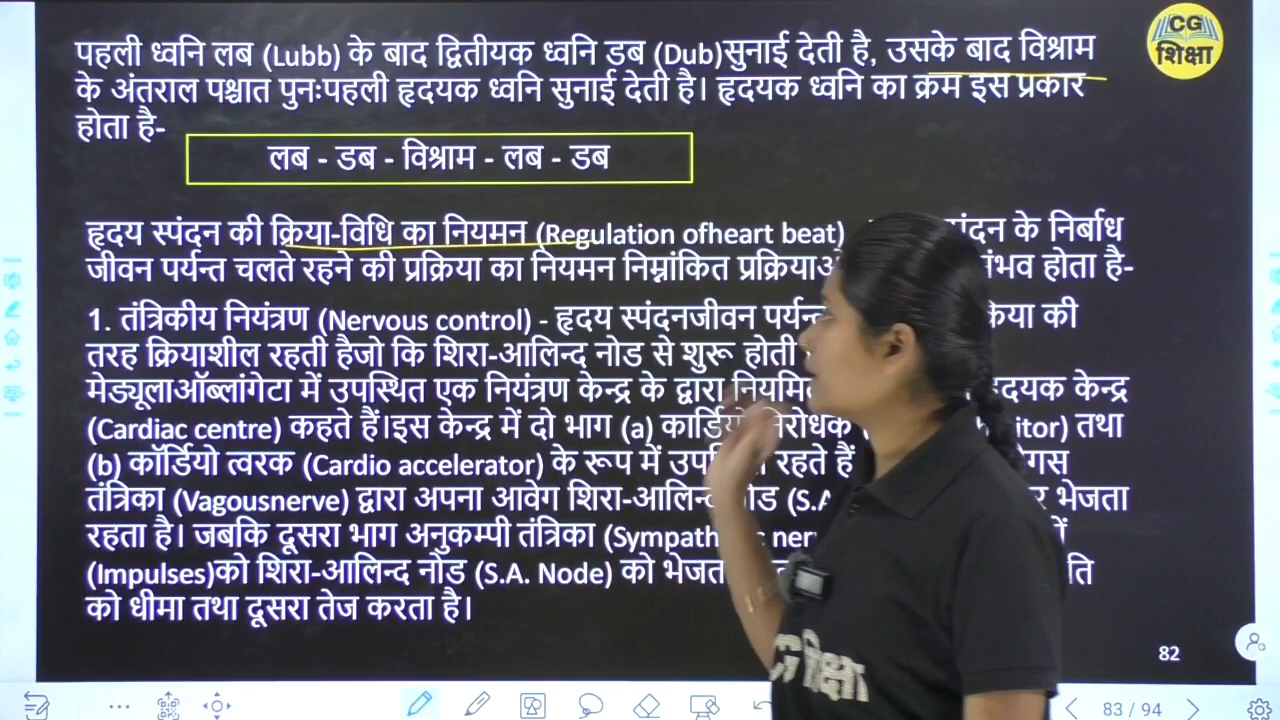 CG
शिक्षा
पहली ध्वनि लब (Lubb) के बाद द्वितीयक ध्वनि डब (Dub)सुनाई देती है, उसके बाद विश्राम
के अंतराल पश्चात पुनःपहली हृदयक ध्वनि सुनाई देती है। हृदयक ध्वनि का क्रम इस प्रकार
होता है-
लब - डब - विश्राम - लब - डब
हृदय स्पंदन की क्रिया-विधि का नियमन (Regulation ofheart beat) के निर्बाध
जीवन पर्यन्त चलते रहने की प्रक्रिया का नियमन निम्नांकित होता है-
1. तंत्रिकीय नियंत्रण (Nervous control) - हृदय स्पंदनजीवन की
तरह क्रियाशील रहती हैजो कि शिरा-आलिन्द नोड से शुरू होती
मेड्यूलाऑब्लांगेटा में उपस्थित एक नियंत्रण केन्द्र के द्वारा केन्द्र
(Cardiac centre) कहते हैं।इस केन्द्र में दो भाग (a) तथा
(b) कॉर्डियो त्वरक (Cardio accelerator) के रूप में रहते हैं
तंत्रिका (Vagousnerve) द्वारा अपना आवेग भेजता
रहता है। जबकि दूसरा भाग अनुकम्पी तंत्रिका
(Impulses)को शिरा-आलिन्द नोड (S.A. Node) को
को धीमा तथा दूसरा तेज करता है।
82
83 / 94